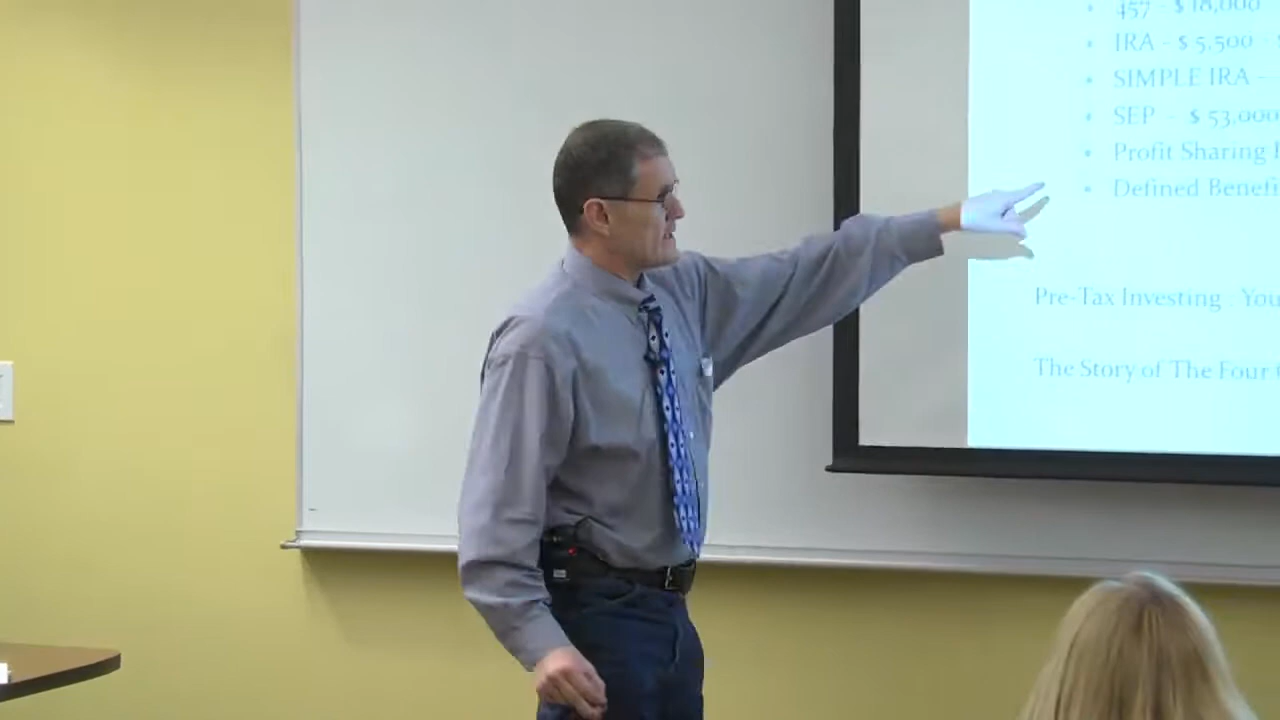 457 - $ 18,000
IRA - $ 5,500 -
SIMPLE IRA –
SEP - $ 53,000
Profit Sharing
Defined Benefi
Pre-Tax Investing You
The Story of The Four